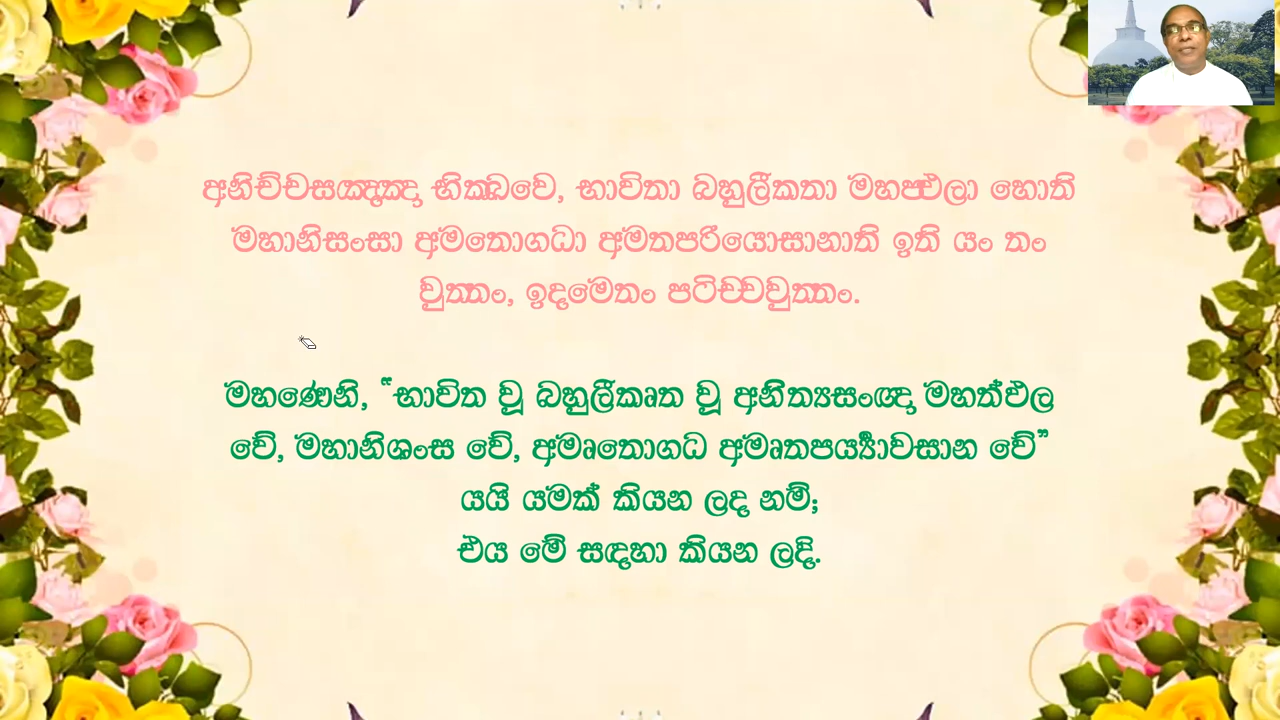 අනිච්චසඤ්ඤා භික්ඛවෙ, භාවිතා බහුලීකතා මහප්ඵලා හොති
මහානිසංසා අමතොගධා අමතපරියොසානාති ඉති යං තං
වුත්තං, ඉදමෙතං පටිච්චවුත්තං.
මහණෙනි, “භාවිත වූ බහුලීකෘත වූ අනිත්‍යසංඥා මහත්ඵල
වේ, මහානිශංස වේ, අමෘතොගධ අමෘතපර්‍ය්‍යාවසාන වේ”
යයි යමක් කියන ලද නම්;
එය මේ සඳහා කියන ලදි.